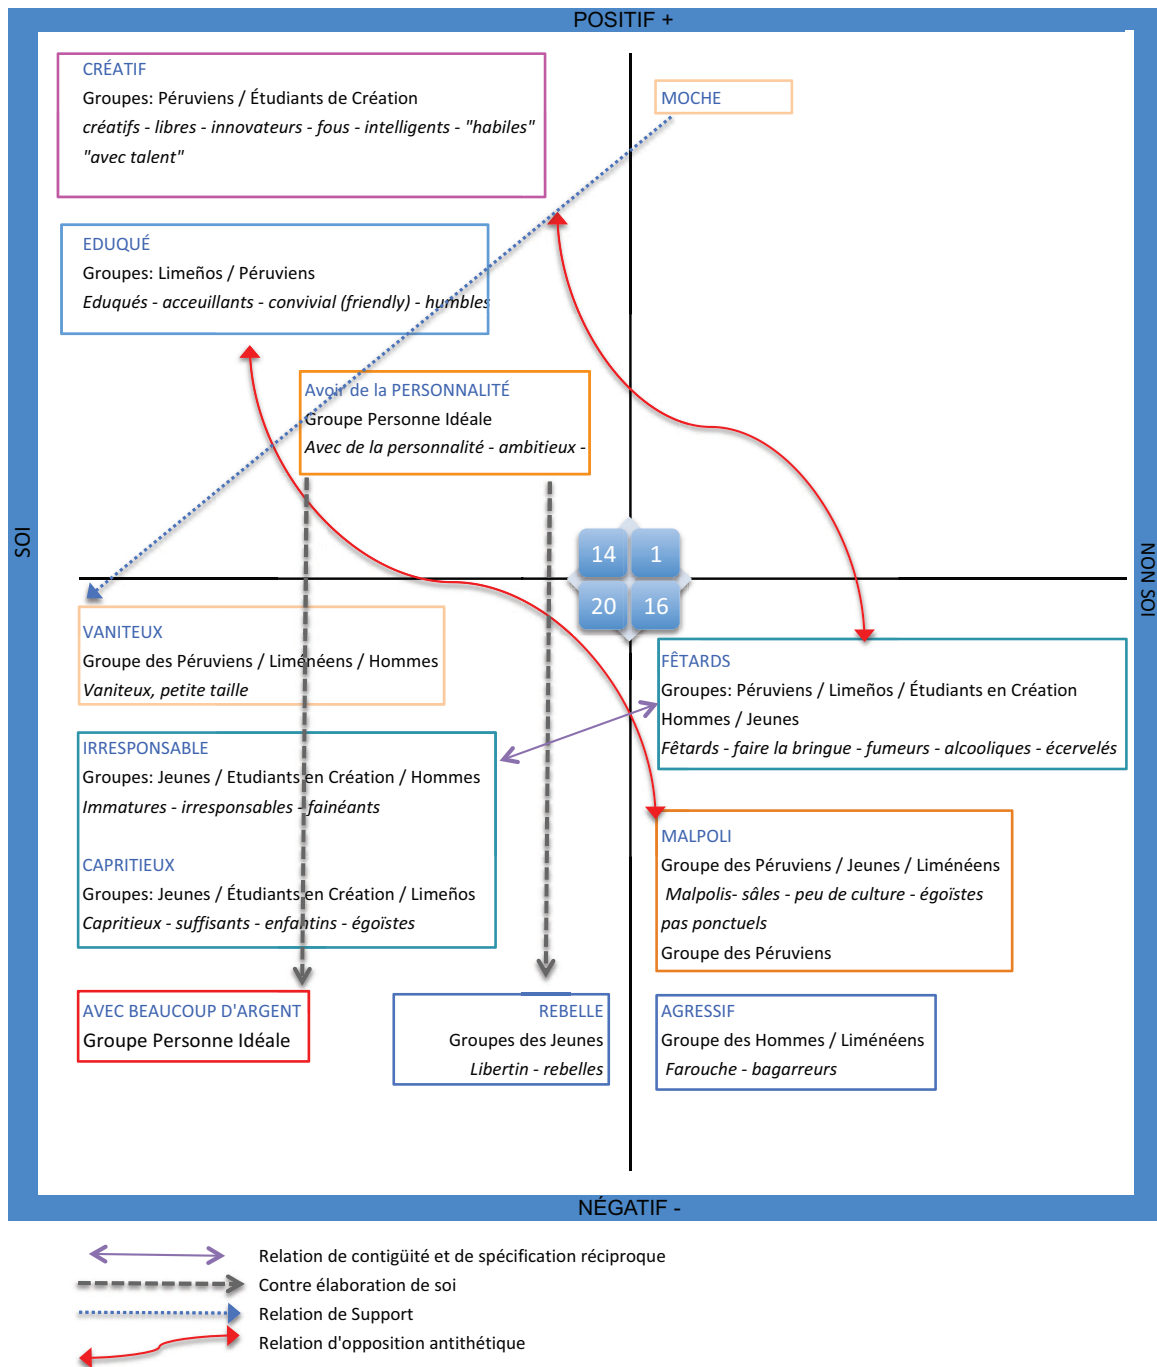 POSITIF +
CRÉATIF
Groupes: Péruviens / Étudiants de Création
créatifs - libres - innovateurs - fous - intelligents - "habiles"
"avec talent"
MOCHE
EDUQUÉ
Groupes: Limeños / Péruviens
Eduqués - acceuillants - convivial (friendly) - humbles
Avoir de la PERSONNALITÉ
Groupe Personne Idéale
Avec de la personnalité - ambitieux -
SOI
NON SOI
14
1
20
16
VANITEUX
Groupe des Péruviens / Liménéens / Hommes
Vaniteux, petite taille
FÊTARDS
Groupes: Péruviens / Limeños / Étudiants en Création
Hommes / Jeunes
Fêtards - faire la bringue - fumeurs - alcooliques - écervelés
IRRESPONSABLE
Groupes: Jeunes / Etudiants en Création / Hommes
Immatures - irresponsables - fainéants
CAPRITIEUX
Groupes: Jeunes / Étudiants en Création / Limeños
Capritieux - suffisants - enfantins - égoïstes
MALPOLI
Groupe des Péruviens / Jeunes / Liménéens
Malpolis- sâles - peu de culture - égoïstes
pas ponctuels
Groupe des Péruviens
AVEC BEAUCOUP D'ARGENT
Groupe Personne Idéale
REBELLE
Groupes des Jeunes
Libertin - rebelles
AGRESSIF
Groupe des Hommes / Liménéens
Farouche - bagarreurs
NÉGATIF -
Relation de contigüité et de spécification réciproque
Contre élaboration de soi
Relation de Support
Relation d'opposition antithétique